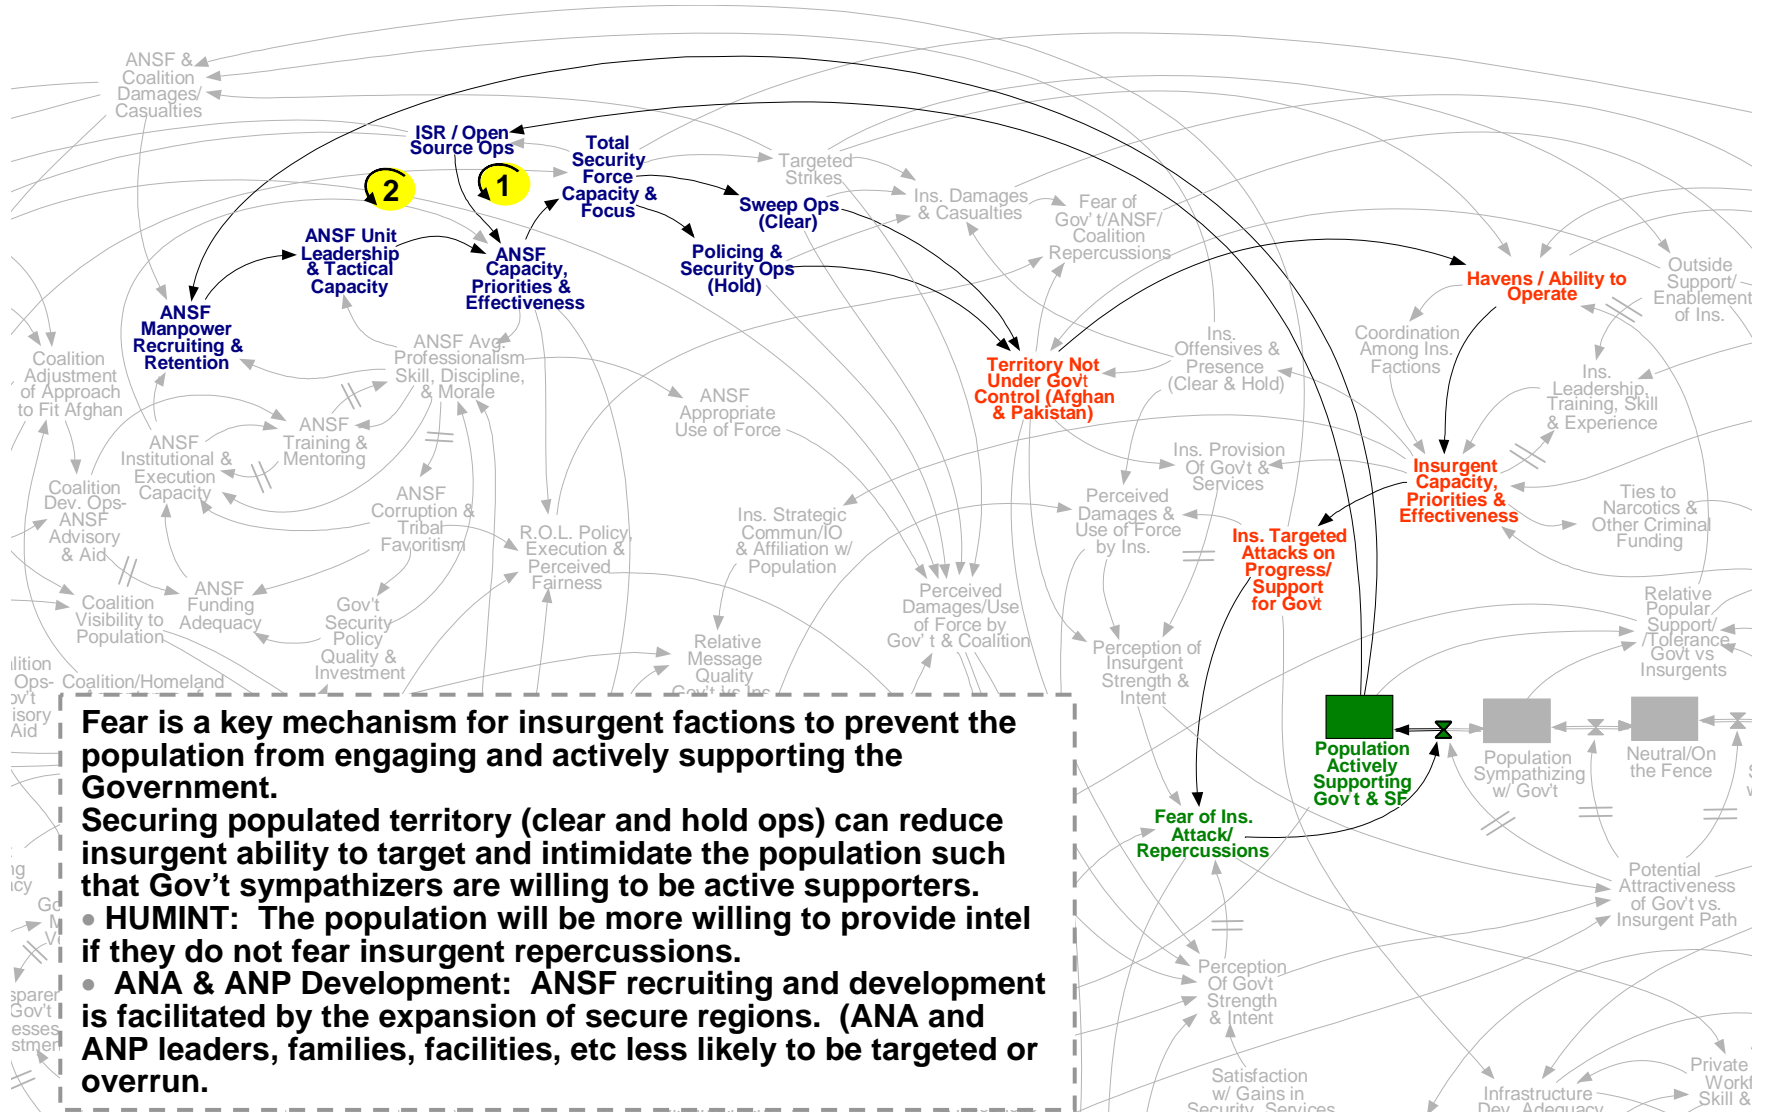 ANSF &
Coalition
Damages/
Casualties
ISR / Open
Source Ops
Total
Security
Force
Capacity &
Focus
1
2
Targeted
Strikes
Sweep Ops
(Clear)
Ins. Damages
& Casualties
Fear of
Gov' t/ANSF/
Coalition
Repercussions
ANSF Unit
Leadership
& Tactical
Capacity
ANSF
Capacity,
Priorities &
Effectiveness
Policing &
Security Ops
(Hold)
Havens / Ability to
Operate
Outside
Support/
Enablement
of Ins.
ANSF
Manpower
Recruiting &
Retention
Coalition
Adjustment
of Approach
to Fit Afghan
ANSF Avg.
Professionalism
Skill, Discipline,
& Morale
Territory Not
Under Gov't
Control (Afghan
& Pakistan)
Ins.
Offensives &
Presence
(Clear & Hold)
Coordination
Among Ins.
Factions
Ins.
Leadership,
Training, Skill
& Experience
ANSF
Appropriate
Use of Force
ANSF
Training &
Mentoring
ANSF
Institutional &
Execution
Capacity
Ins. Provision
Of Gov't &
Services
Insurgent
Capacity,
Priorities &
Effectiveness
Ties to
Narcotics &
Other Criminal
Funding
Coalition
Dev. Ops-
ANSF
Advisory
& Aid
ANSF
Corruption &
Tribal
Favoritism
R.O.L. Policy,
Execution &
Perceived
Fairness
Ins. Strategic
Commun/IO
& Affiliation w/
Population
Perceived
Damages &
Use of Force
by Ins.
Ins. Targeted
Attacks on
Progress/
Support
for Gov't
ANSF
Funding
Adequacy
Coalition
Visibility to
Population
Gov't
Security
Policy
Quality &
Investment
Perceived
Damages/Use
of Force by
Gov' t & Coalition
Relative
Message
Quality
Gov't vs Ins
Perception of
Insurgent
Strength &
Intent
Relative
Popular
Support/
/Tolerance
Gov't vs
Insurgents
Coalition/Homeland
Ops-
Aid
Population
Actively
Supporting
Gov't & SF
Population
Sympathizing
w/ Gov't
Neutral/On
the Fence
Fear of Ins.
Attack/
Repercussions
Potential
Attractiveness
of Gov't vs.
Insurgent Path
Perception
Of Gov't
Strength
& Intent
Satisfaction
w/ Gains in
Security, Services
Infrastructure
Dev. Adequacy
Private
Skill &
Gov't
Fear is a key mechanism for insurgent factions to prevent the
population from engaging and actively supporting the
Government.
Securing populated territory (clear and hold ops) can reduce
insurgent ability to target and intimidate the population such
that Gov't sympathizers are willing to be active supporters.
• HUMINT: The population will be more willing to provide intel
if they do not fear insurgent repercussions.
• ANA & ANP Development: ANSF recruiting and development
is facilitated by the expansion of secure regions. (ANA and
ANP leaders, families, facilities, etc less likely to be targeted or
overrun.